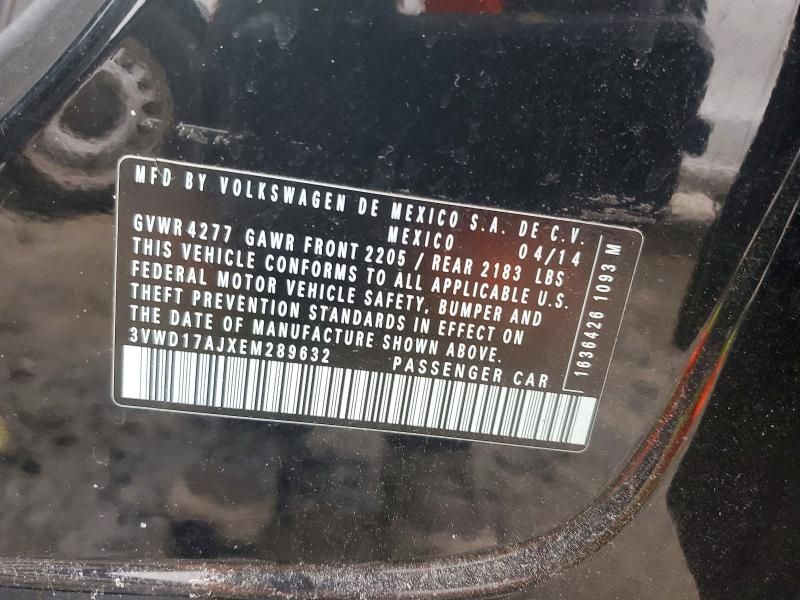 MFD BY VOLKSWAGEN DE MEXICO S.A. DE C.V.
MEXICO 04/14
GVWR 4277 GAWR FRONT 2205 / REAR 2183 LBS
THIS VEHICLE CONFORMS TO ALL APPLICABLE U.S.
FEDERAL MOTOR VEHICLE SAFETY, BUMPER AND
THEFT PREVENTION STANDARDS IN EFFECT ON
THE DATE OF MANUFACTURE SHOWN ABOVE.
3VWD17AJXEM289632 PASSENGER CAR
1636426 1093 M